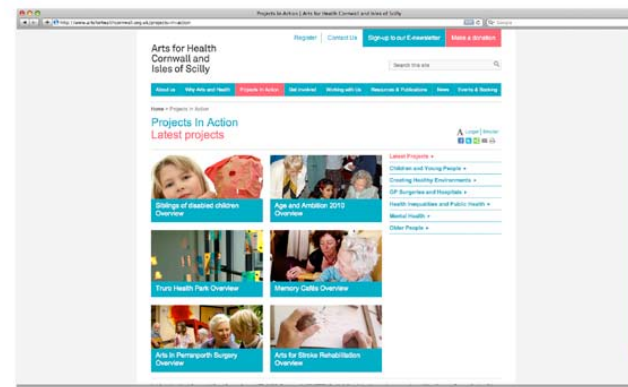 Projects In Action | Arts for Health Cornwall and Isles of Scilly
Google
Register
Contact Us
Sign-up to our E-newsletter
Make a donation
Arts for Health
Cornwall and
Isles of Scilly
Search this site
About us
Why Arts and Health
Projects in Action
Get Involved
Working with Us
Resources & Publications
News
Events & Booking
Home > Projects in Action
Projects In Action
Latest projects
A Larger | Smaller
Latest Projects »
Children and Young People »
Creating Healthy Environments »
GP Surgeries and Hospitals »
Health Inequalities and Public Health »
Mental Health »
Older People »
Siblings of disabled children
Overview
Age and Ambition 2010
Overview
Truro Health Park Overview
Memory Cafés Overview
Arts in Perranporth Surgery
Overview
Arts for Stroke Rehabilitation
Overview